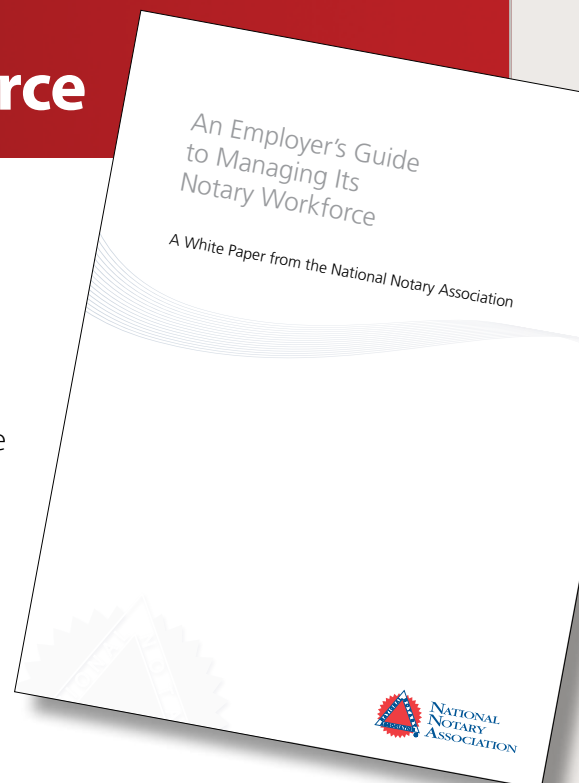 rce
An Employer's Guide
to Managing Its
Notary Workforce
A White Paper from the National Notary Association
e
NATIONAL
NOTARY
ASSOCIATION